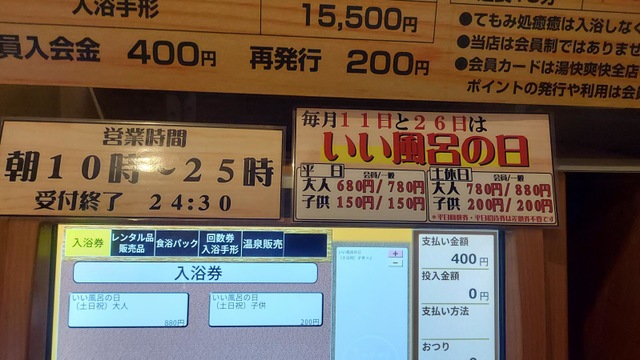 入浴手形 15,500円
員入会金 400円 再発行 200円
●てもみ処癒癒は入浴しなく
●当店は会員制ではありませ
●会員カードは湯快爽快全店
ポイントの発行や利用は会員
営業時間
朝10時～25時
受付終了 24:30
毎月11日と26日は
いい風呂の日
平日 会員/一般
大人 680円/780円
子供 150円/150円
土休日 会員/一般
大人 780円/880円
子供 200円/200円
入浴券
レンタル品
販売品
食浴パック
回数券
入浴手形
温泉販売
入浴券
いい風呂の日
(土日祝)大人
880円
いい風呂の日
(土日祝)子供
200円
+
-
支払い金額
400円
投入金額
0円
支払い方法
おつり